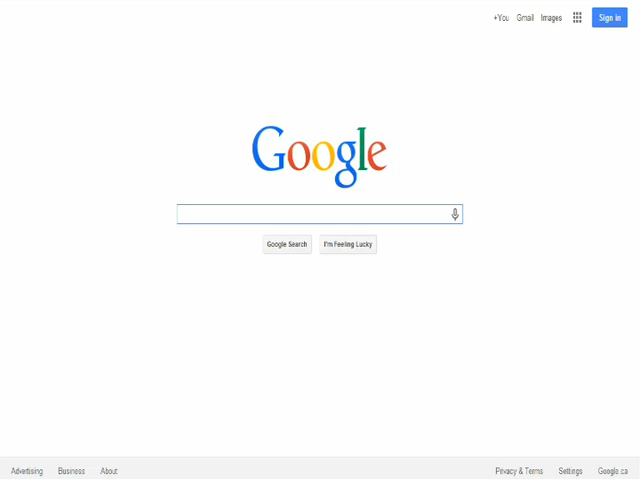 +You Gmail Images Sign in
Google
Google Search I'm Feeling Lucky
Advertising Business About Privacy & Terms Settings Google.ca